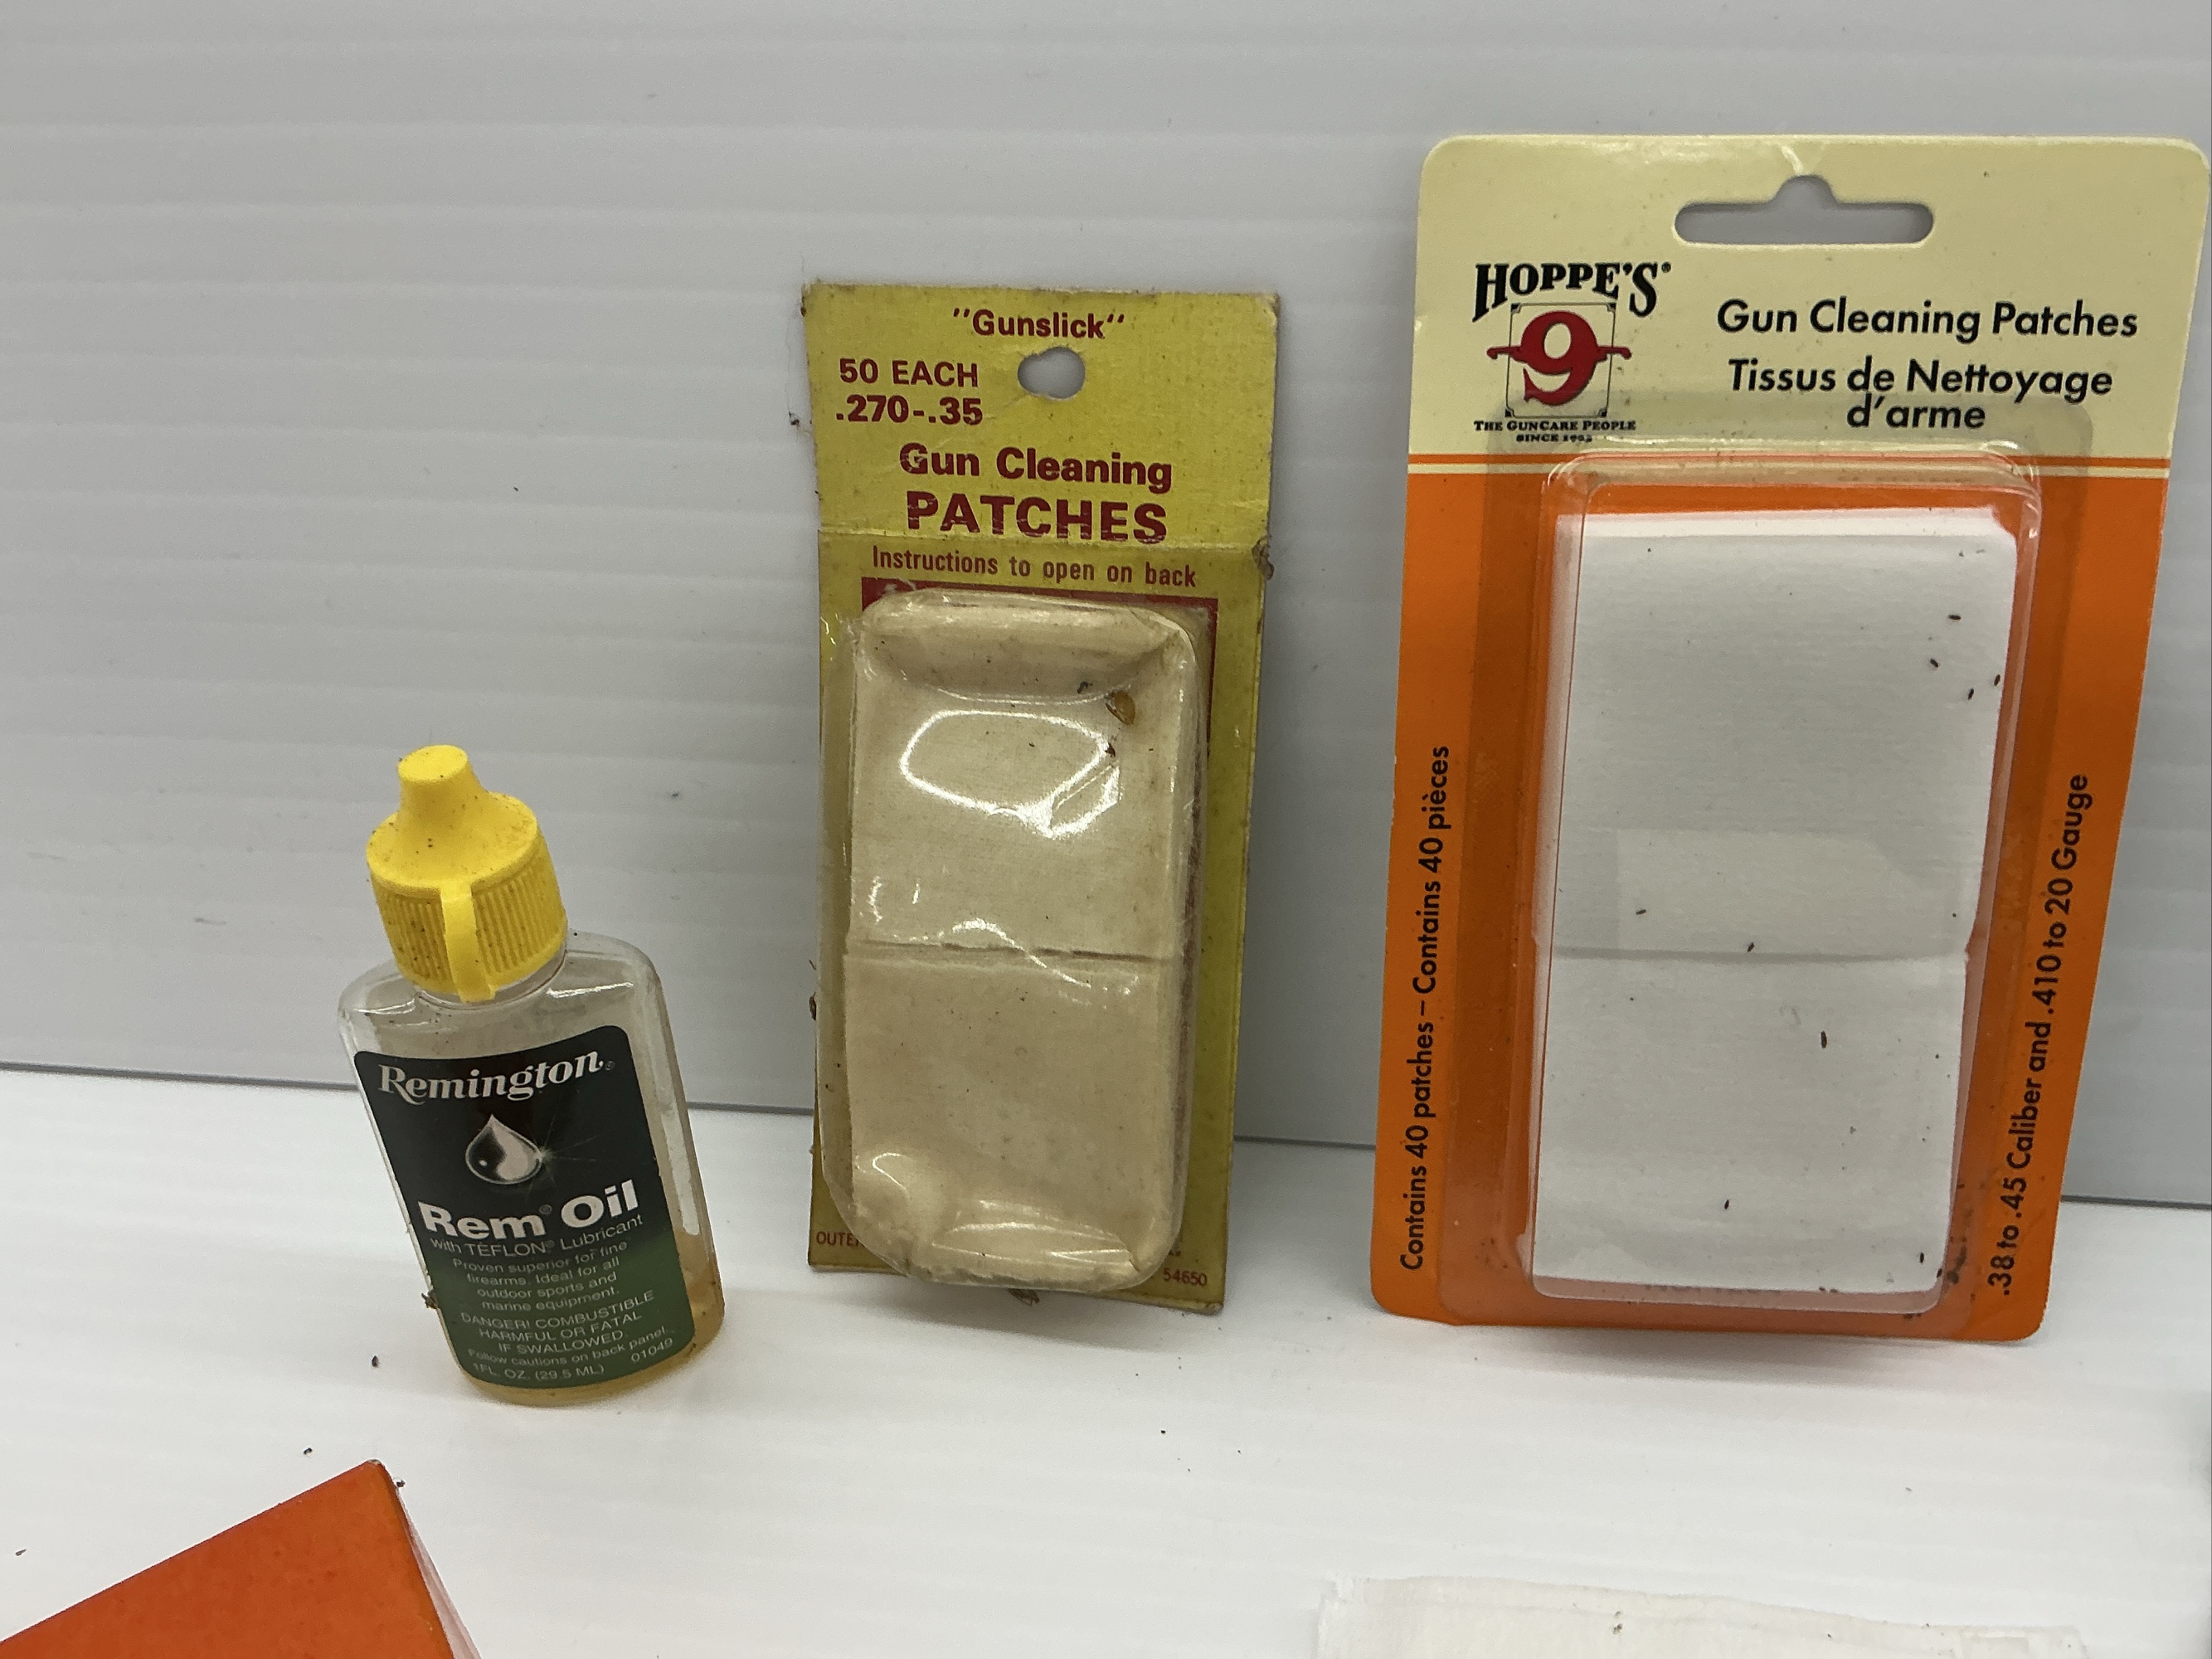 Remington
Rem® Oil
with TEFLON® Lubricant
Proven superior for fine
firearms. Ideal for all
outdoor sports and
marine equipment.
DANGER! COMBUSTIBLE
HARMFUL OR FATAL
IF SWALLOWED.
Follow cautions on back panel.
1FL. OZ. (29.5 ML) 01049
"Gunslick"
50 EACH
.270-.35
Gun Cleaning
PATCHES
Instructions to open on back
54650
HOPPE'S®
9
THE GUNCARE PEOPLE
SINCE 1903
Gun Cleaning Patches
Tissus de Nettoyage
d'arme
Contains 40 patches – Contains 40 pièces
.38 to .45 Caliber and .410 to 20 Gauge